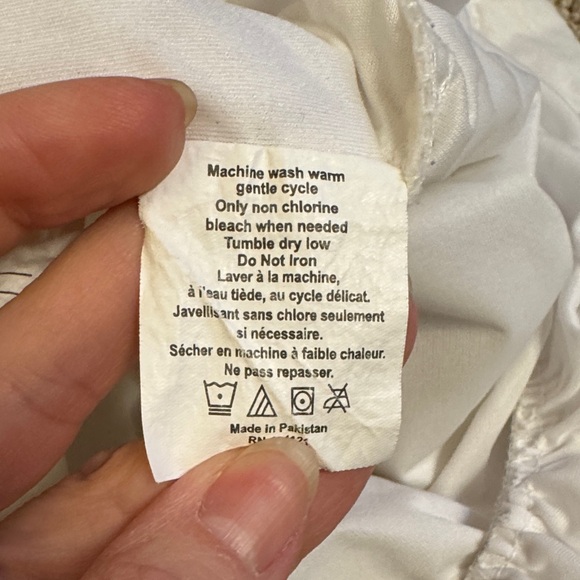 Machine wash warm
gentle cycle
Only non chlorine
bleach when needed
Tumble dry low
Do Not Iron
Laver à la machine,
à l'eau tiède, au cycle délicat.
Javellisant sans chlore seulement
si nécessaire.
Sécher en machine à faible chaleur.
Ne pass repasser.
Made in Pakistan
RN